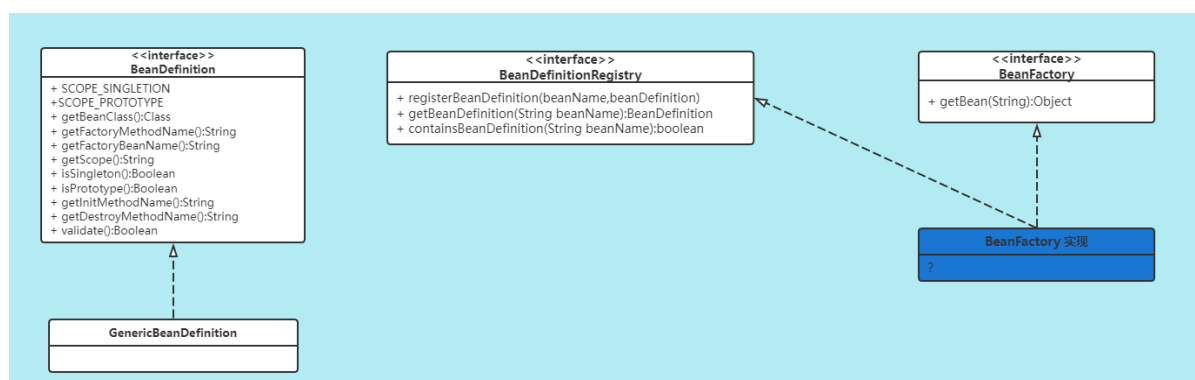 <<interface>>
BeanDefinition
+ SCOPE_SINGLETION
+SCOPE_PROTOTYPE
+ getBeanClass():Class
+ getFactoryMethodName():String
+ getFactoryBeanName():String
+ getScope():String
+ isSingleton():Boolean
+ isPrototype():Boolean
+ getInitMethodName():String
+ getDestroyMethodName():String
+ validate():Boolean
GenericBeanDefinition
<<interface>>
BeanDefinitionRegistry
+ registerBeanDefinition(beanName,beanDefinition)
+ getBeanDefinition(String beanName):BeanDefinition
+ containsBeanDefinition(String beanName):boolean
<<interface>>
BeanFactory
+ getBean(String):Object
BeanFactory 实现
?